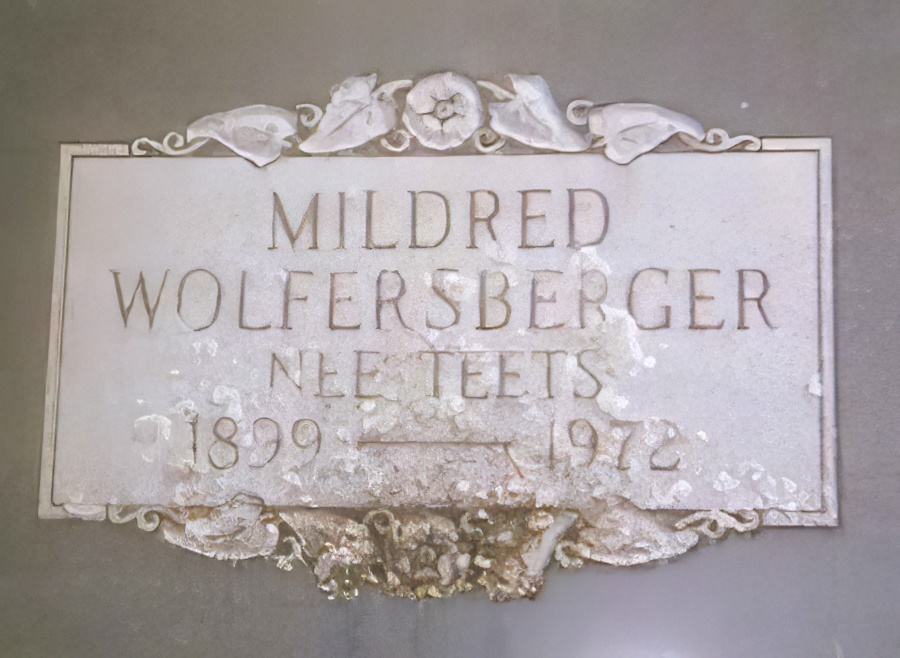 MILDRED
WOLFERSBERGER
NEE TEETS
1899 — 1972